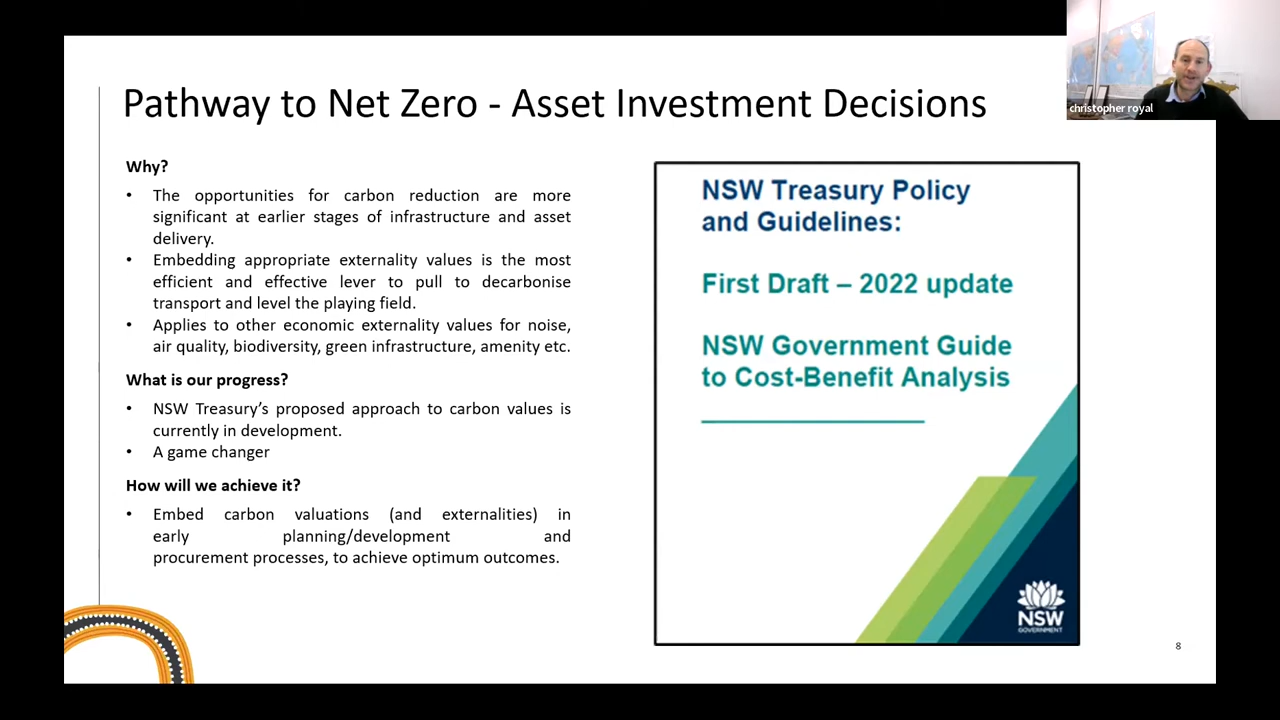 christopher royal
Pathway to Net Zero - Asset Investment Decisions
Why?
• The opportunities for carbon reduction are more
significant at earlier stages of infrastructure and asset
delivery.
• Embedding appropriate externality values is the most
efficient and effective lever to pull to decarbonise
transport and level the playing field.
• Applies to other economic externality values for noise,
air quality, biodiversity, green infrastructure, amenity etc.
What is our progress?
• NSW Treasury’s proposed approach to carbon values is
currently in development.
• A game changer
How will we achieve it?
• Embed carbon valuations (and externalities) in
early planning/development and
procurement processes, to achieve optimum outcomes.
NSW Treasury Policy
and Guidelines:
First Draft – 2022 update
NSW Government Guide
to Cost-Benefit Analysis
NSW
GOVERNMENT
8